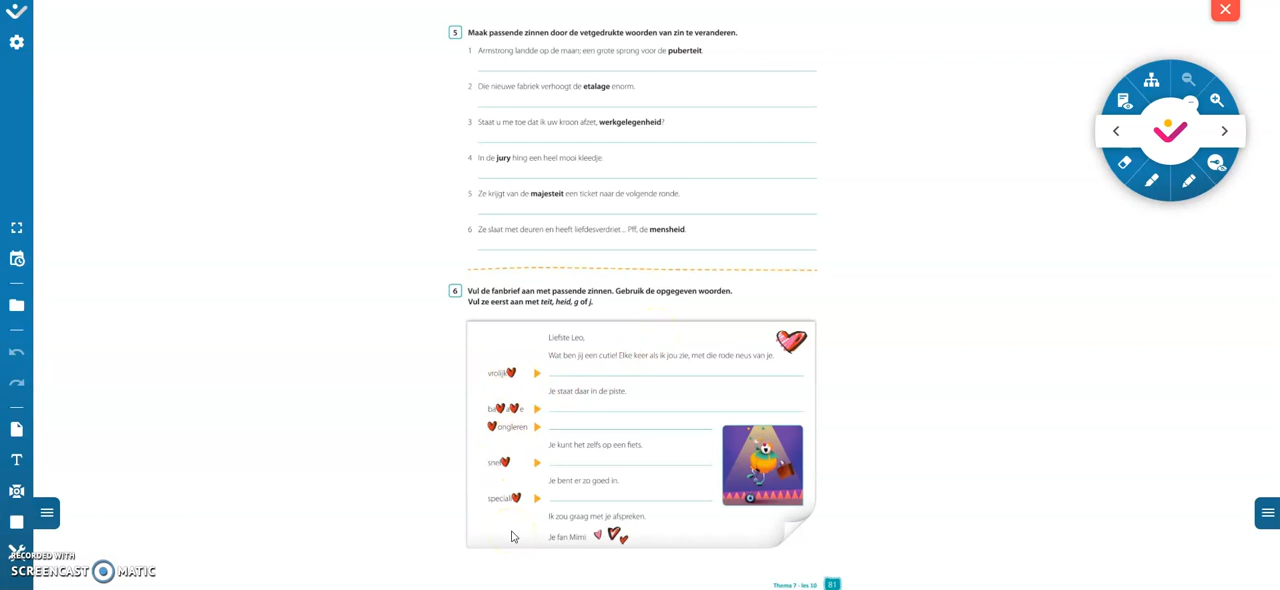 5 Maak passende zinnen door de vetgedrukte woorden van zin te veranderen.
1 Armstrong landde op de maan; een grote sprong voor de puberteit.
2 Die nieuwe fabriek verhoogt de etalage enorm.
3 Staat u me toe dat ik uw kroon afzet, werkgelegenheid?
4 In de jury hing een heel mooi kleedje.
5 Ze krijgt van de majesteit een ticket naar de volgende ronde.
6 Ze slaat met deuren en heeft liefdesverdriet ... Pff, de mensheid.
6 Vul de fanbrief aan met passende zinnen. Gebruik de opgegeven woorden.
Vul ze eerst aan met teit, heid, g of j.
Liefste Leo,
Wat ben jij een cutie! Elke keer als ik jou zie, met die rode neus van je.
vrolijk
Je staat daar in de piste.
ba a e
ongleren
Je kunt het zelfs op een fiets.
snel
Je bent er zo goed in.
speciali
Ik zou graag met je afspreken.
Je fan Mimi
Thema 7 - les 10 81
T
RECORDED WITH
SCREENCAST MATIC